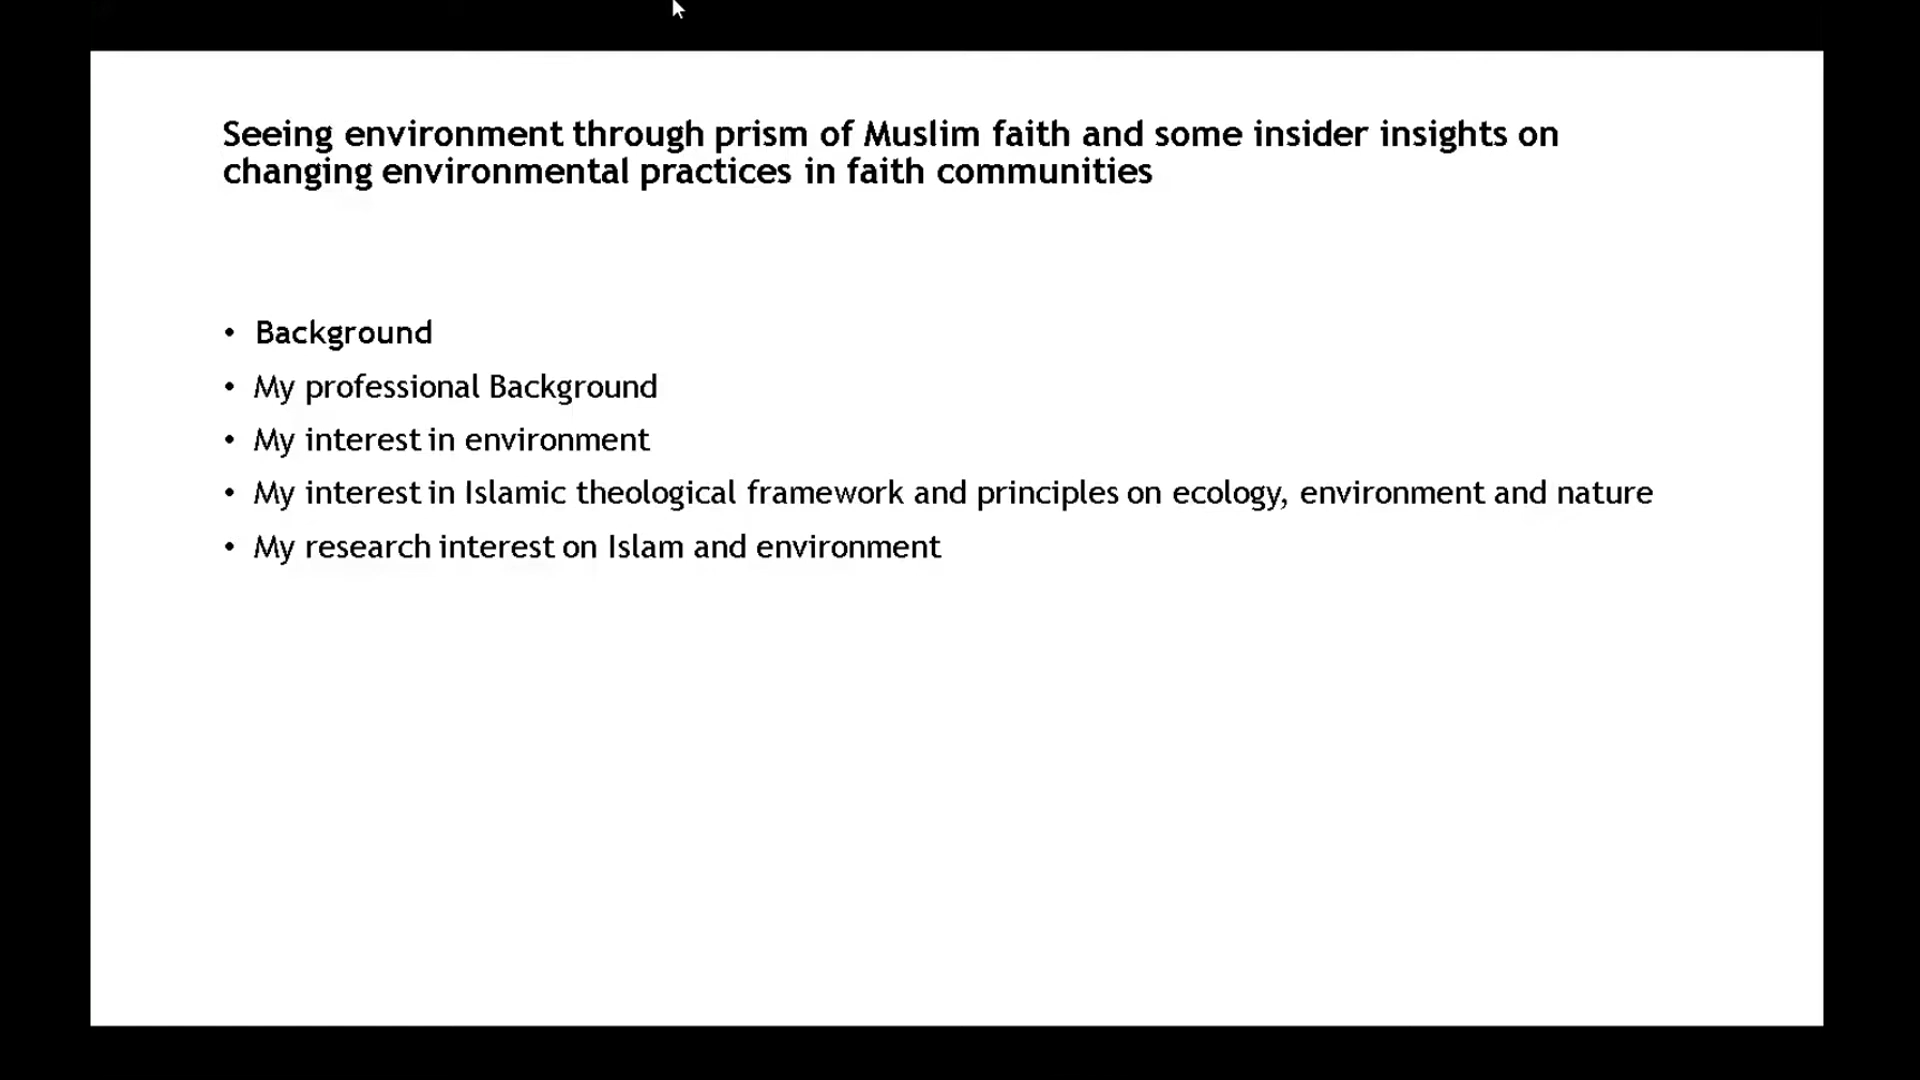 Seeing environment through prism of Muslim faith and some insider insights on
changing environmental practices in faith communities
• Background
• My professional Background
• My interest in environment
• My interest in Islamic theological framework and principles on ecology, environment and nature
• My research interest on Islam and environment